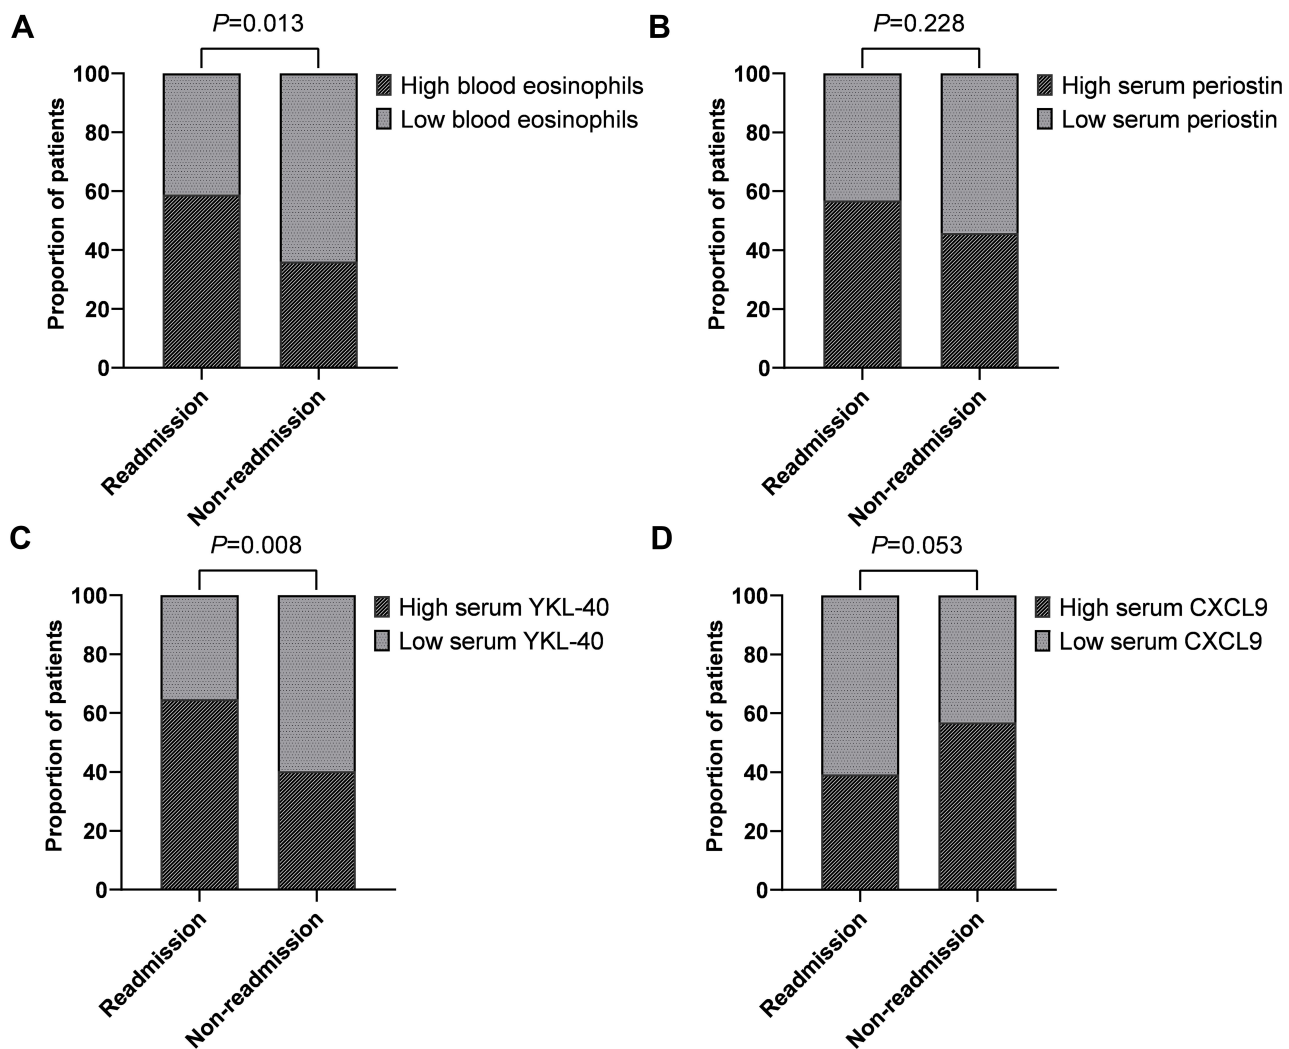 A
P=0.013
100
80
60
40
20
0
Proportion of patients
High blood eosinophils
Low blood eosinophils
Readmission
Non-readmission
B
P=0.228
100
80
60
40
20
0
Proportion of patients
High serum periostin
Low serum periostin
Readmission
Non-readmission
C
P=0.008
100
80
60
40
20
0
Proportion of patients
High serum YKL-40
Low serum YKL-40
Readmission
Non-readmission
D
P=0.053
100
80
60
40
20
0
Proportion of patients
High serum CXCL9
Low serum CXCL9
Readmission
Non-readmission